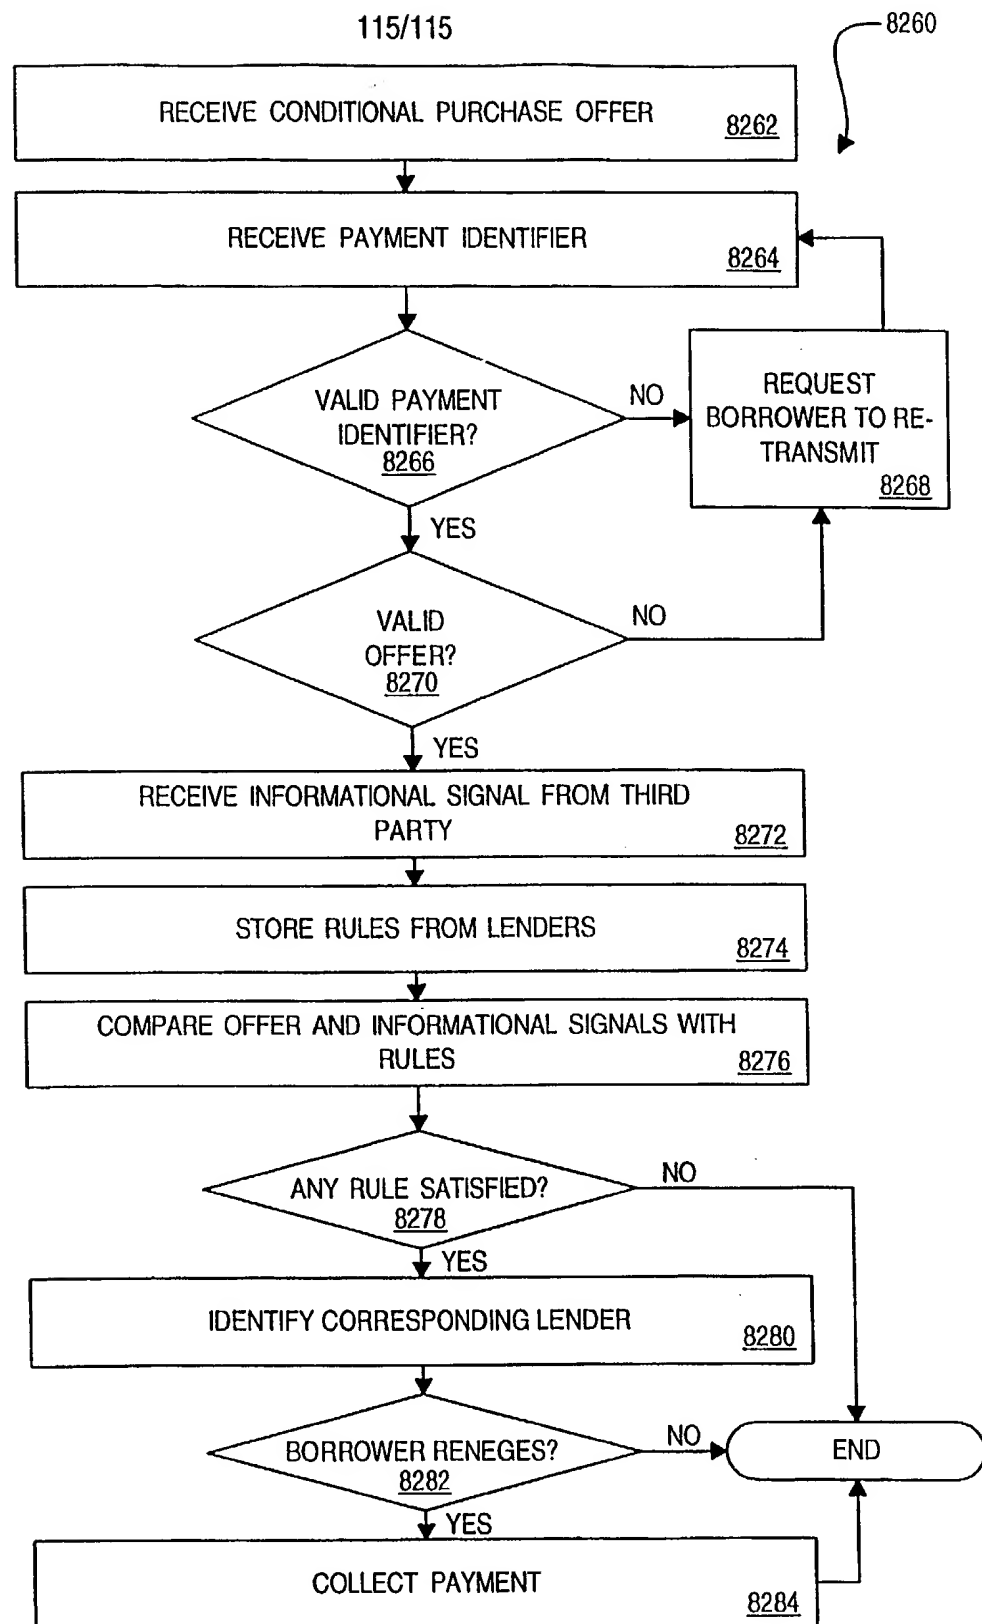 115/115
8260
RECEIVE CONDITIONAL PURCHASE OFFER
8262
RECEIVE PAYMENT IDENTIFIER
8264
VALID PAYMENT
IDENTIFIER?
8266
NO
REQUEST
BORROWER TO RE-
TRANSMIT
8268
YES
VALID
OFFER?
8270
NO
YES
RECEIVE INFORMATIONAL SIGNAL FROM THIRD
PARTY
8272
STORE RULES FROM LENDERS
8274
COMPARE OFFER AND INFORMATIONAL SIGNALS WITH
RULES
8276
ANY RULE SATISFIED?
8278
NO
YES
IDENTIFY CORRESPONDING LENDER
8280
BORROWER RENEGES?
8282
NO
END
YES
COLLECT PAYMENT
8284